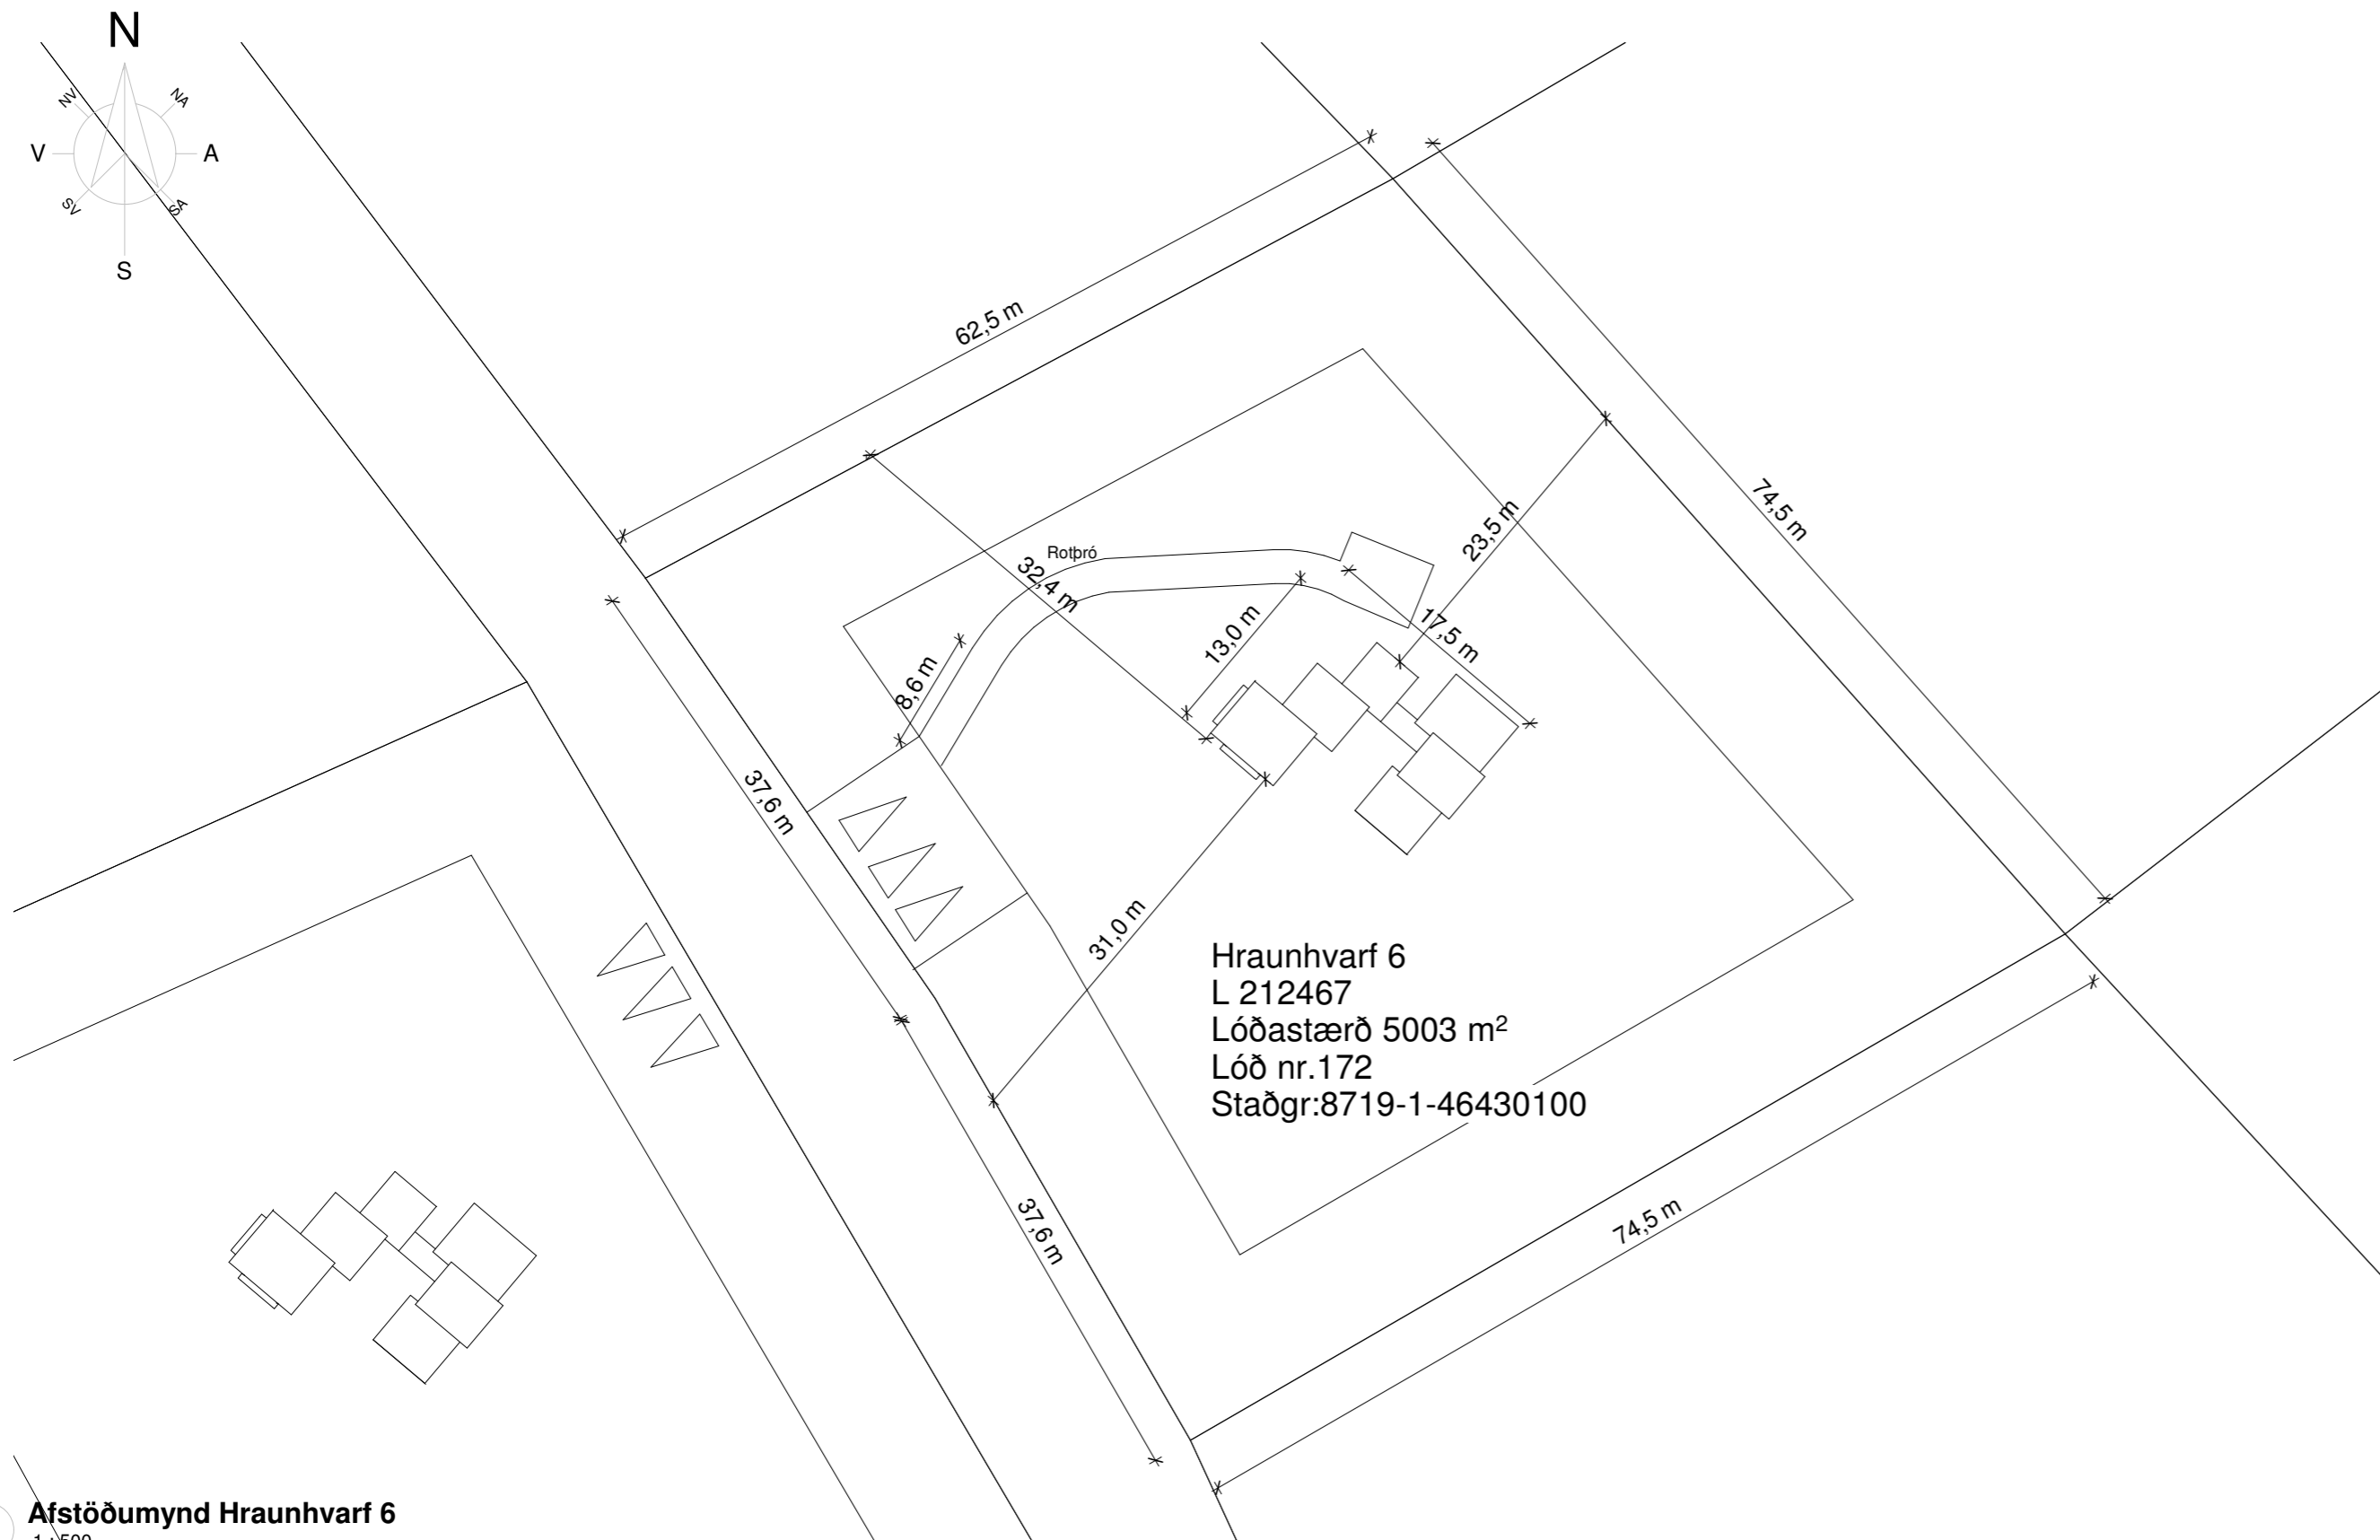 N
NV
NA
V
A
SV
SA
S
62,5 m
74,5 m
23,5 m
Rotþró
32,4 m
13,0 m
17,5 m
8,6 m
37,6 m
31,0 m
Hraunhvarf 6
L 212467
Lóðastærð 5003 m²
Lóð nr.172
Staðgr:8719-1-46430100
37,6 m
74,5 m
Afstöðumynd Hraunhvarf 6
1 : 500